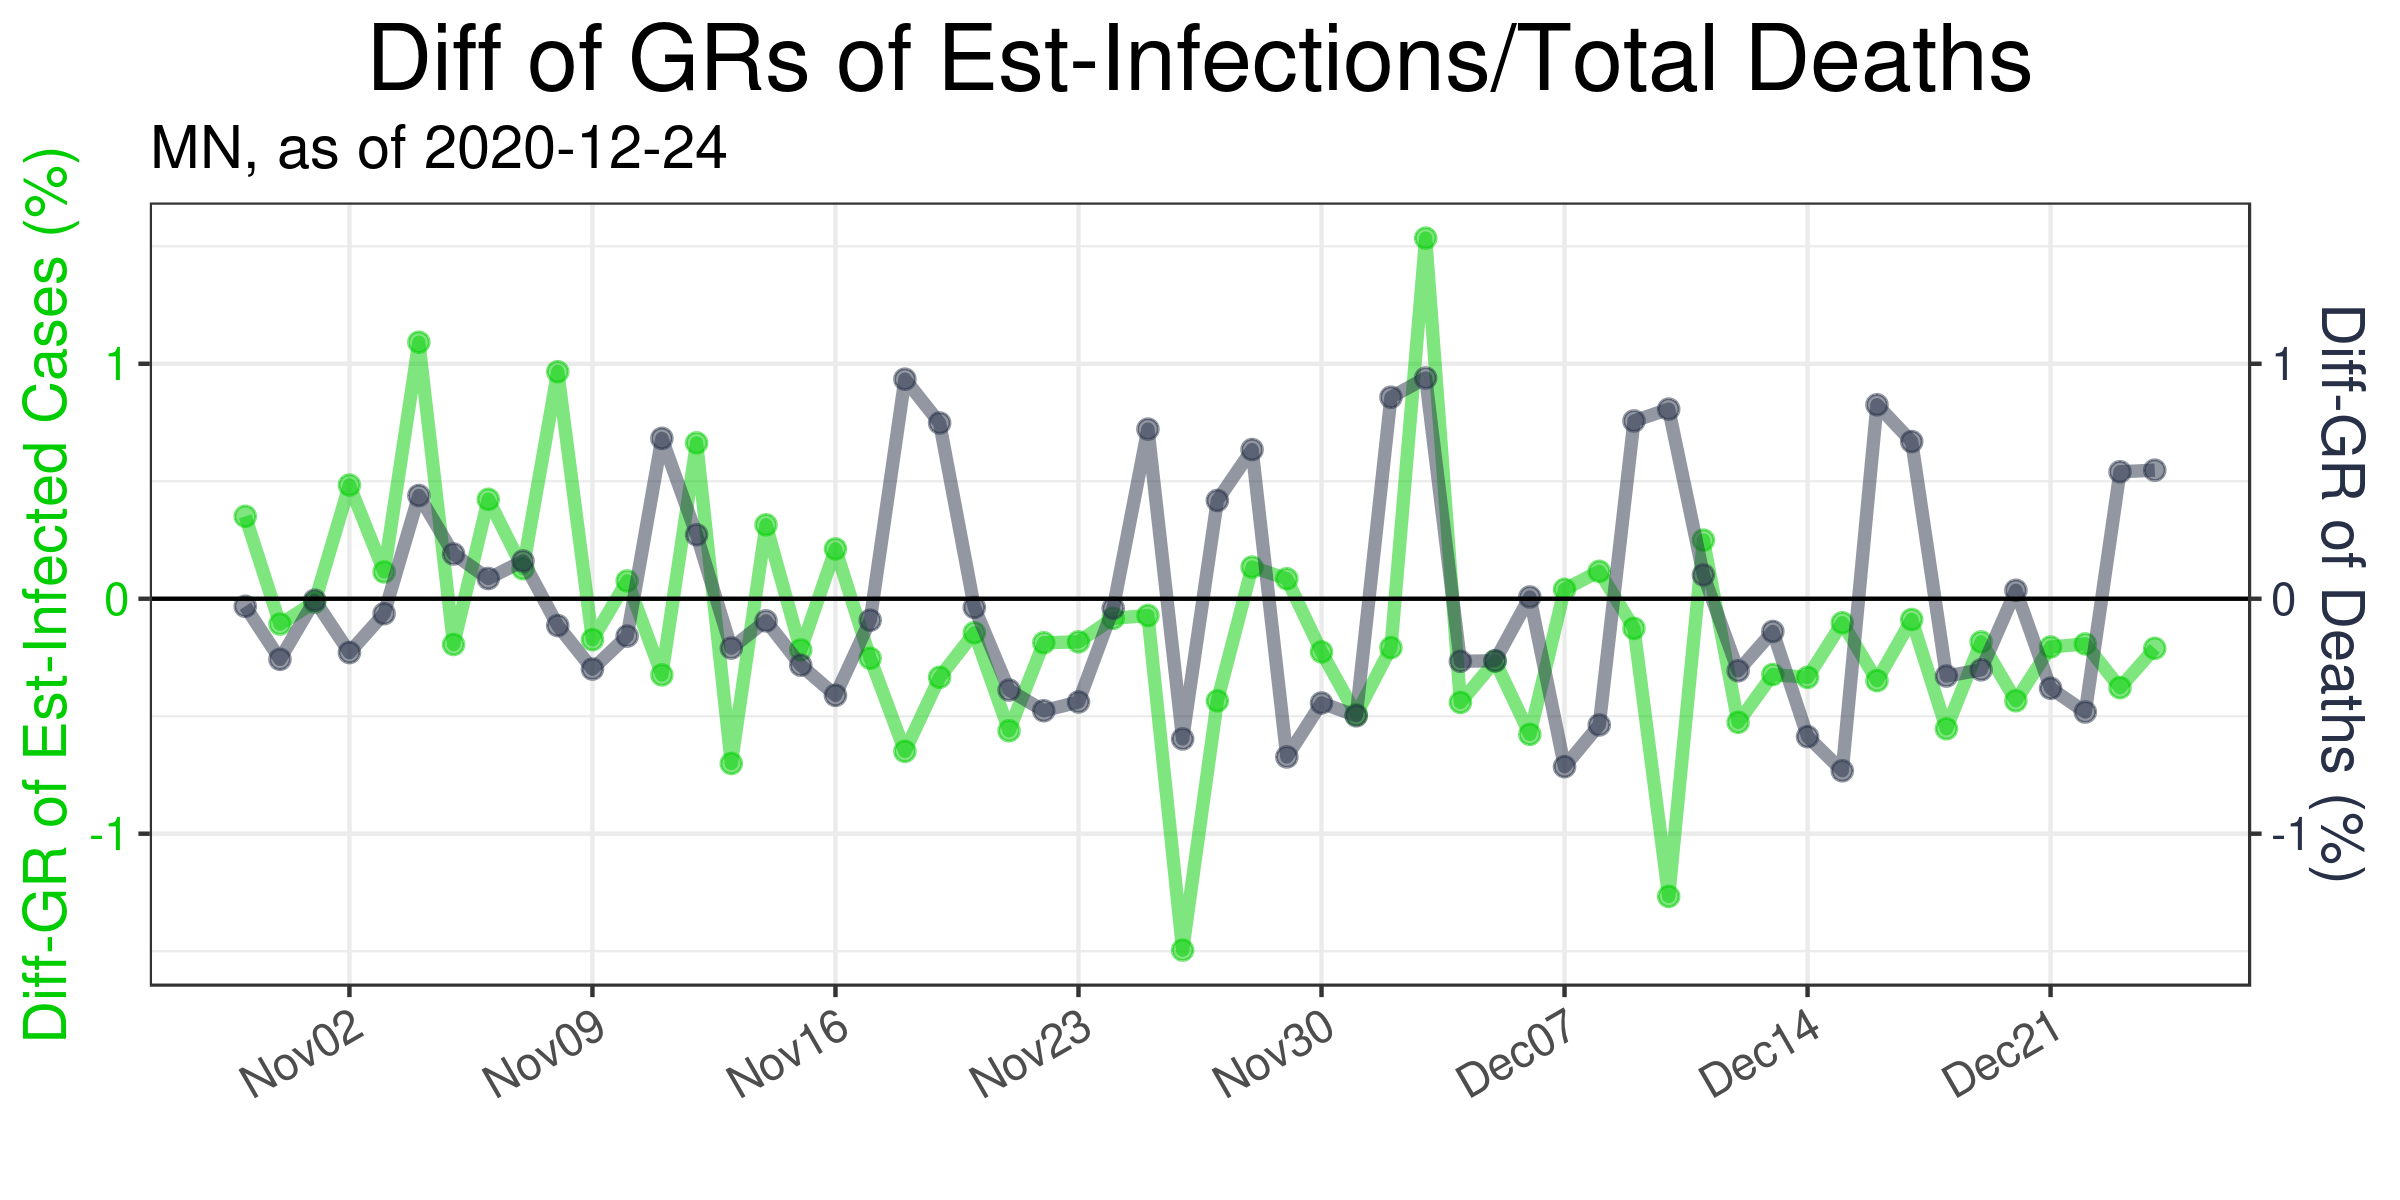 Diff of GRs of Est-Infections/Total Deaths
MN, as of 2020-12-24
Diff-GR of Est-Infected Cases (%)
1
0
-1
1
0
-1
Diff-GR of Deaths (%)
Nov02
Nov09
Nov16
Nov23
Nov30
Dec07
Dec14
Dec21